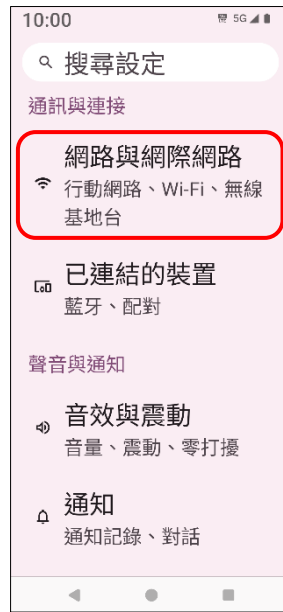 10:00 5G
搜尋設定
通訊與連接
網路與網際網路
行動網路、Wi-Fi、無線
基地台
已連結的裝置
藍牙、配對
聲音與通知
音效與震動
音量、震動、零打擾
通知
通知記錄、對話